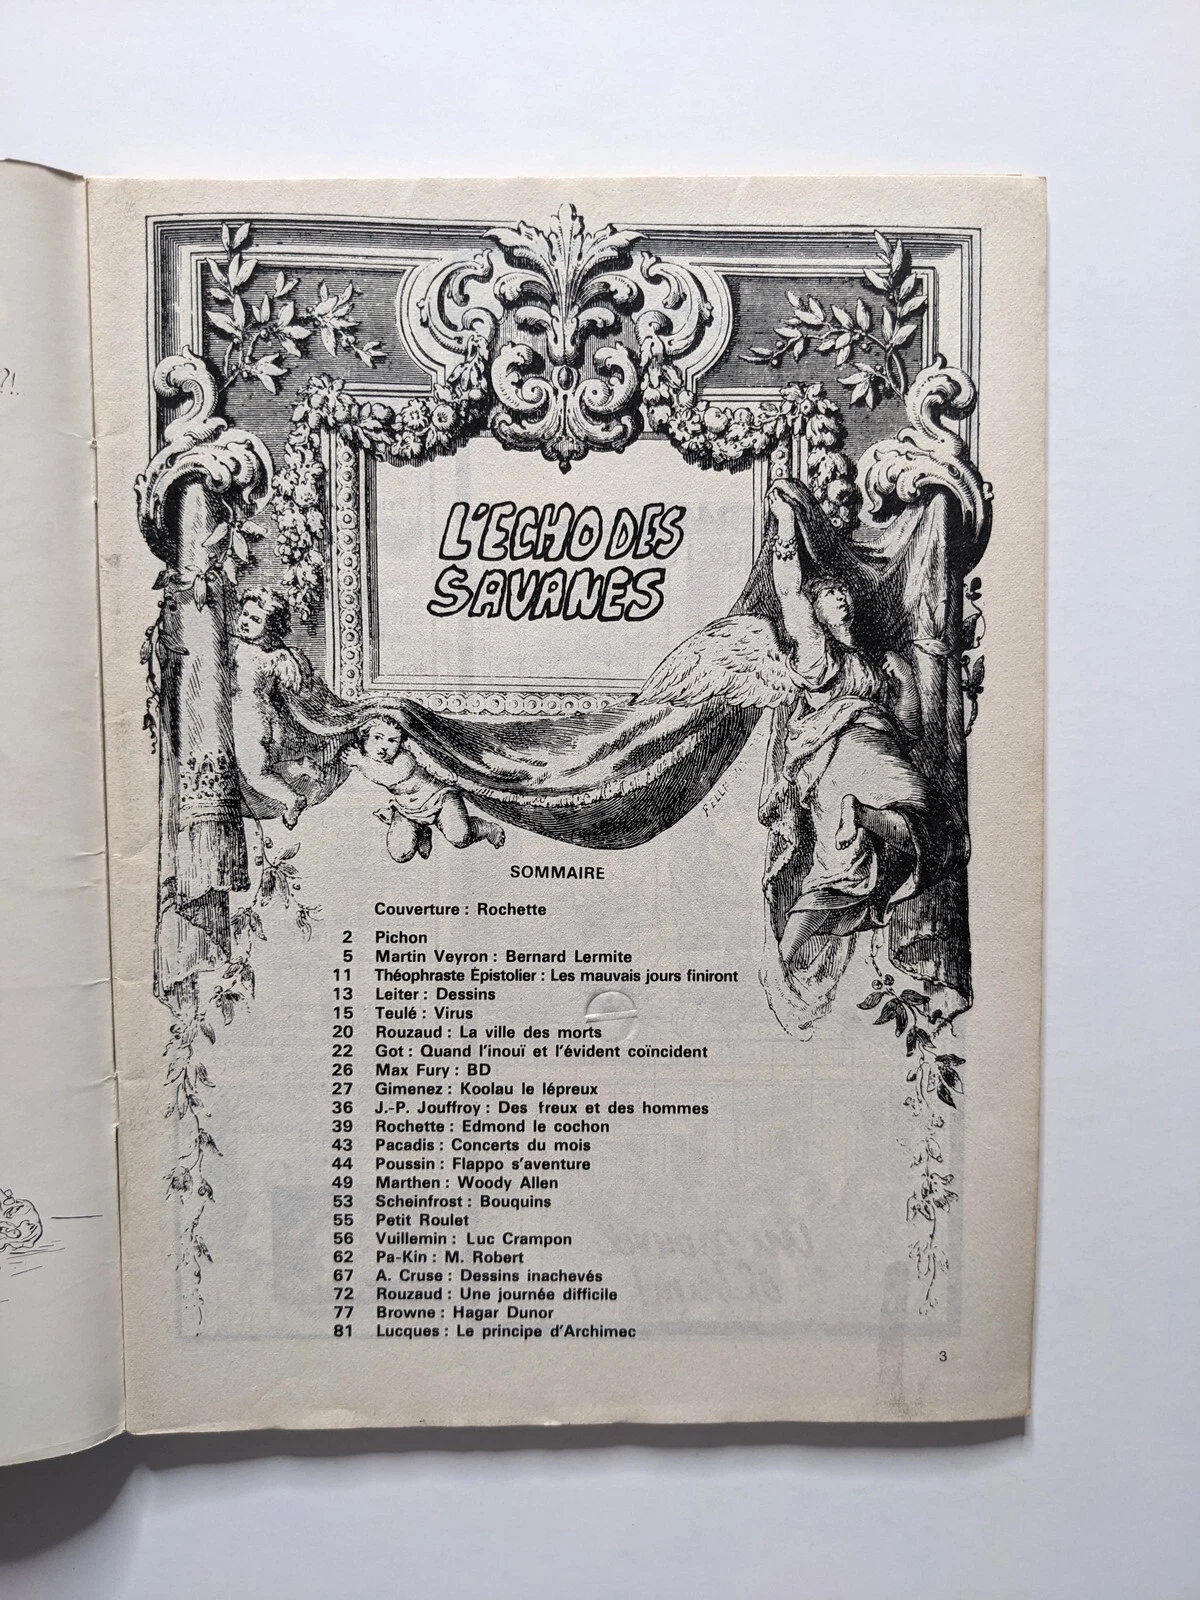 ?!.
L'ECHO DES
SAVANES
SOMMAIRE
Couverture : Rochette
2 Pichon
5 Martin Veyron : Bernard Lermite
11 Théophraste Épistolier : Les mauvais jours finiront
13 Leiter : Dessins
15 Teulé : Virus
20 Rouzaud : La ville des morts
22 Got : Quand l'inouï et l'évident coïncident
26 Max Fury : BD
27 Gimenez : Koolau le lépreux
36 J.-P. Jouffroy : Des freux et des hommes
39 Rochette : Edmond le cochon
43 Pacadis : Concerts du mois
44 Poussin : Flappo s'aventure
49 Marthen : Woody Allen
53 Scheinfrost : Bouquins
55 Petit Roulet
56 Vuillemin : Luc Crampon
62 Pa-Kin : M. Robert
67 A. Cruse : Dessins inachevés
72 Rouzaud : Une journée difficile
77 Browne : Hagar Dunor
81 Lucques : Le principe d'Archimec
3